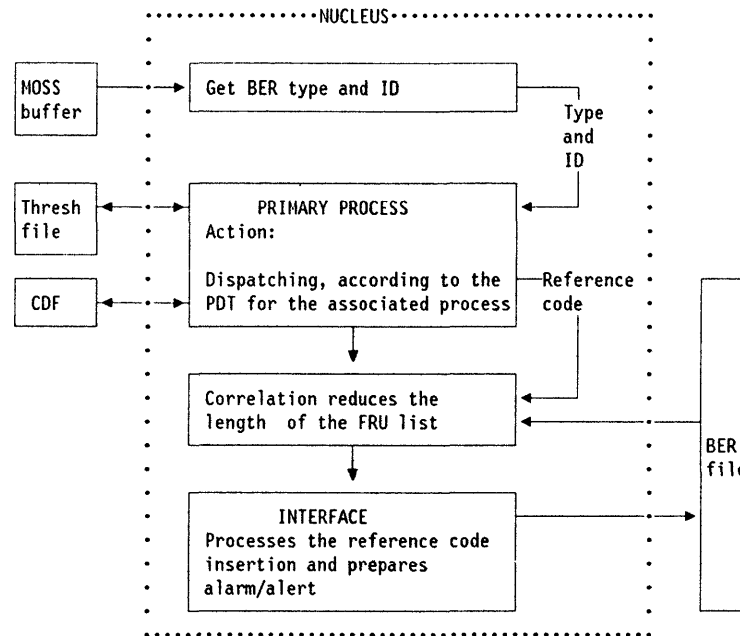 NUCLEUS
MOSS
buffer
Get BER type and ID
Type
and
ID
Thresh
file
PRIMARY PROCESS
Action:
Dispatching, according to the
PDT for the associated process
CDF
Reference
code
Correlation reduces the
length of the FRU list
BER
file
INTERFACE
Processes the reference code
insertion and prepares
alarm/alert